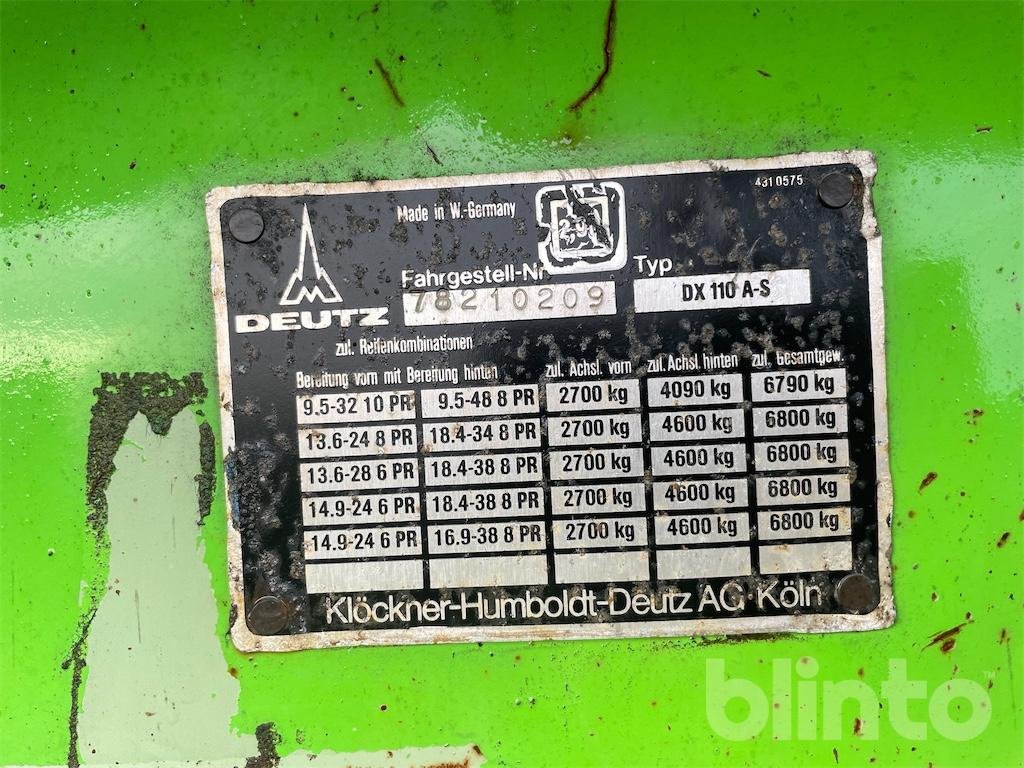 4310575
Made in W.-Germany
Fahrgestell-Nr.
Typ
78210209
DX 110 A-S
DEUTZ
zul. Reifenkombinationen
Bereifung vorn mit Bereifung hinten zul. Achsl. vorn zul. Achsl. hinten zul. Gesamtgew.
9.5-32 10 PR 9.5-48 8 PR 2700 kg 4090 kg 6790 kg
13.6-24 8 PR 18.4-34 8 PR 2700 kg 4600 kg 6800 kg
13.6-28 6 PR 18.4-38 8 PR 2700 kg 4600 kg 6800 kg
14.9-24 6 PR 18.4-38 8 PR 2700 kg 4600 kg 6800 kg
14.9-24 6 PR 16.9-38 8 PR 2700 kg 4600 kg 6800 kg
Klöckner-Humboldt-Deutz AG Köln
blinto™